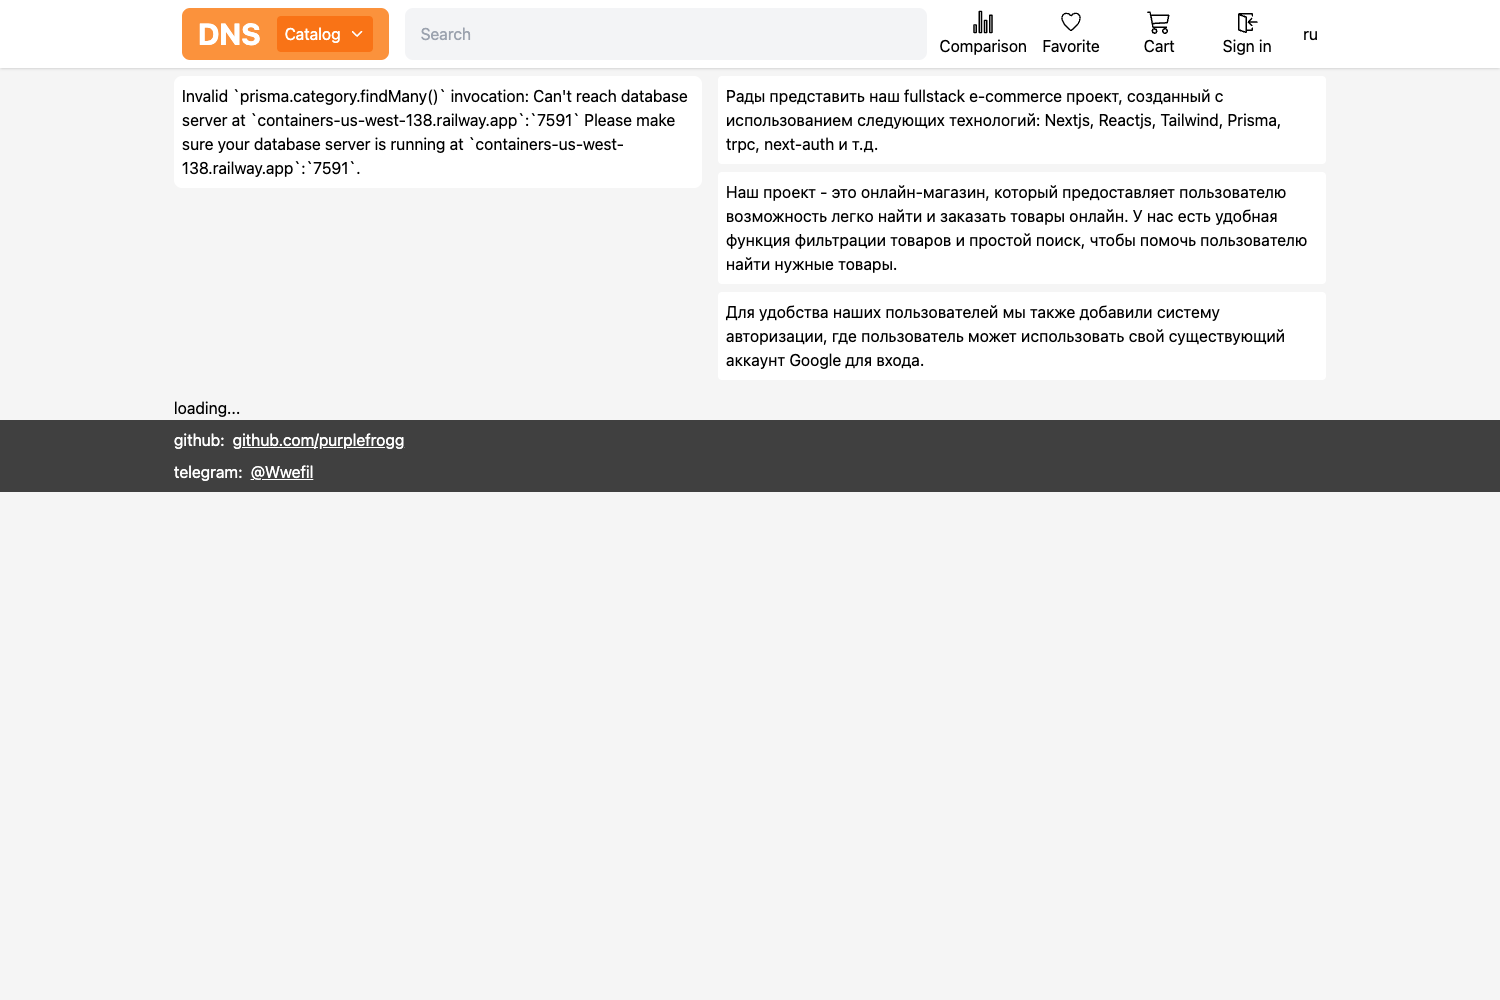 DNS
Catalog
Search
Comparison
Favorite
Cart
Sign in
ru
Invalid `prisma.category.findMany()` invocation: Can't reach database
server at `containers-us-west-138.railway.app`:`7591` Please make
sure your database server is running at `containers-us-west-
138.railway.app`:`7591`.
Рады представить наш fullstack e-commerce проект, созданный с
использованием следующих технологий: Nextjs, Reactjs, Tailwind, Prisma,
trpc, next-auth и т.д.
Наш проект - это онлайн-магазин, который предоставляет пользователю
возможность легко найти и заказать товары онлайн. У нас есть удобная
функция фильтрации товаров и простой поиск, чтобы помочь пользователю
найти нужные товары.
Для удобства наших пользователей мы также добавили систему
авторизации, где пользователь может использовать свой существующий
аккаунт Google для входа.
loading...
github: github.com/purplefrogg
telegram: @Wwefil